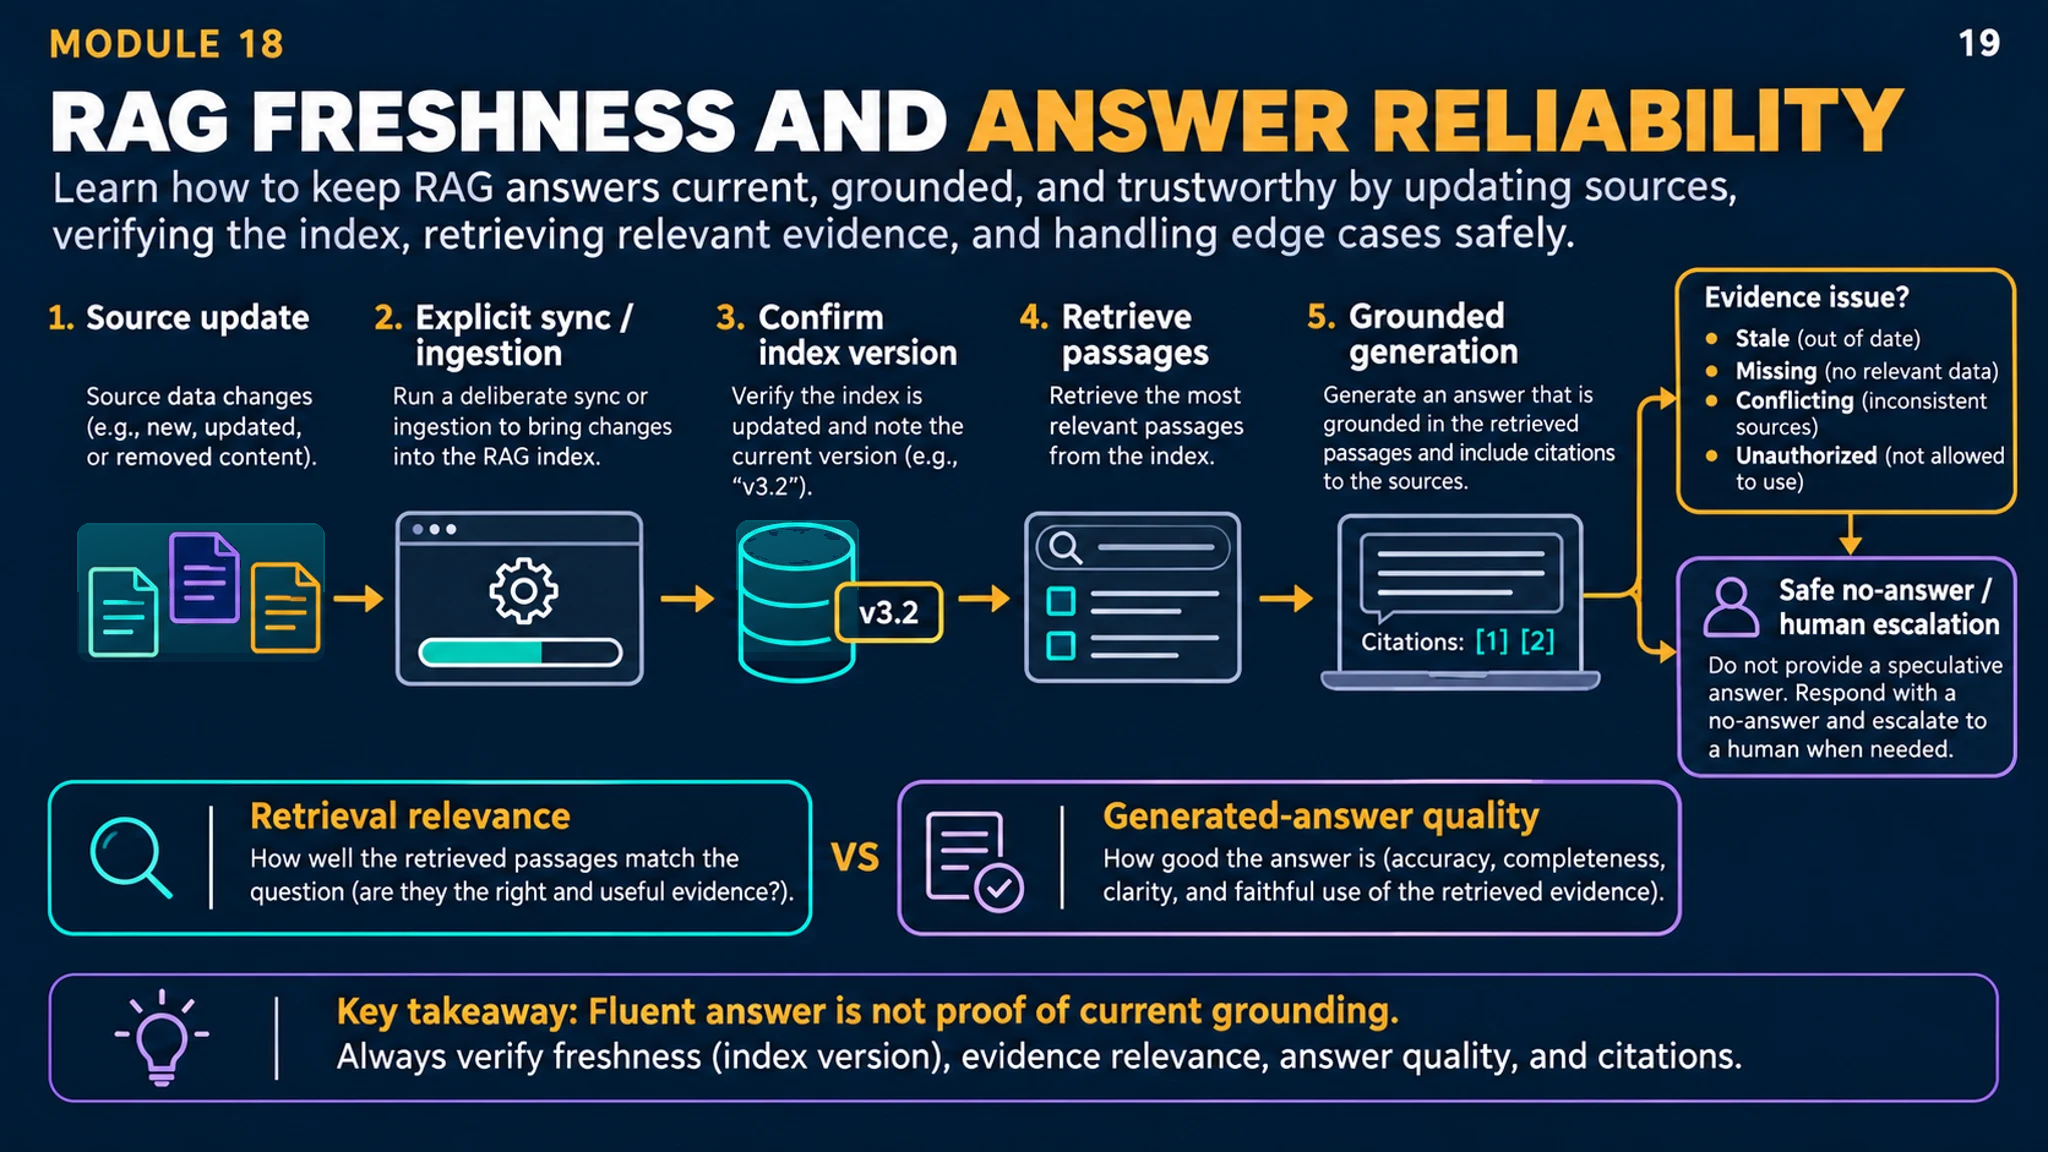 MODULE 18
19
RAG FRESHNESS AND ANSWER RELIABILITY
Learn how to keep RAG answers current, grounded, and trustworthy by updating sources,
verifying the index, retrieving relevant evidence, and handling edge cases safely.
1. Source update
Source data changes
(e.g., new, updated,
or removed content).
2. Explicit sync /
ingestion
Run a deliberate sync or
ingestion to bring changes
into the RAG index.
3. Confirm
index version
Verify the index is
updated and note the
current version (e.g.,
“v3.2”).
v3.2
4. Retrieve
passages
Retrieve the most
relevant passages
from the index.
5. Grounded
generation
Generate an answer that is
grounded in the retrieved
passages and include citations
to the sources.
Citations: [1] [2]
Evidence issue?
• Stale (out of date)
• Missing (no relevant data)
• Conflicting (inconsistent
sources)
• Unauthorized (not allowed
to use)
Safe no-answer /
human escalation
Do not provide a speculative
answer. Respond with a
no-answer and escalate to
a human when needed.
Retrieval relevance
How well the retrieved passages match the
question (are they the right and useful evidence?).
VS
Generated-answer quality
How good the answer is (accuracy, completeness,
clarity, and faithful use of the retrieved evidence).
Key takeaway: Fluent answer is not proof of current grounding.
Always verify freshness (index version), evidence relevance, answer quality, and citations.